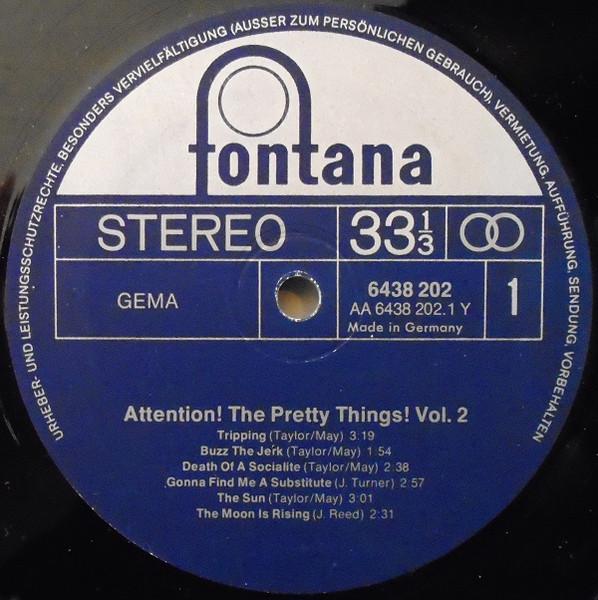 URHEBER- UND LEISTUNGSSCHUTZRECHTE, BESONDERS VERVIELFÄLTIGUNG (AUSSER ZUM PERSÖNLICHEN GEBRAUCH), VERMIETUNG, AUFFÜHRUNG, SENDUNG, VORBEHALTEN
fontana
STEREO 33⅓
GEMA 6438 202 1
AA 6438 202.1 Y
Made in Germany
Attention! The Pretty Things! Vol. 2
Tripping (Taylor/May) 3:19
Buzz The Jerk (Taylor/May) 1:54
Death Of A Socialite (Taylor/May) 2:38
Gonna Find Me A Substitute (J. Turner) 2:57
The Sun (Taylor/May) 3:01
The Moon Is Rising (J. Reed) 2:31